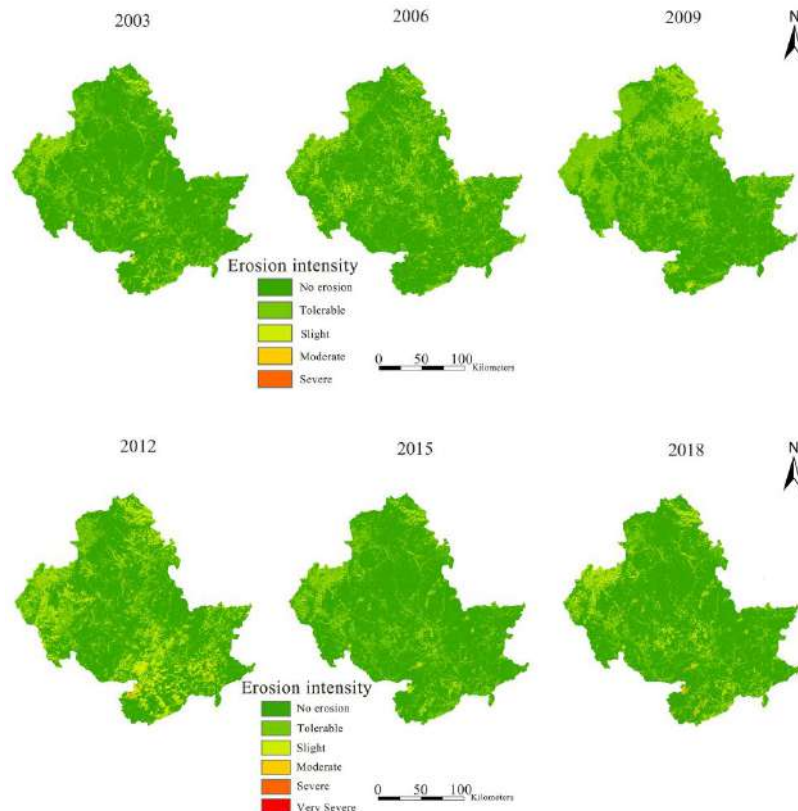 2003
2006
2009
N
Erosion intensity
No erosion
Tolerable
Slight
Moderate
Severe
0 50 100
Kilometers
2012
2015
2018
N
Erosion intensity
No erosion
Tolerable
Slight
Moderate
Severe
Very Severe
0 50 100
Kilometers